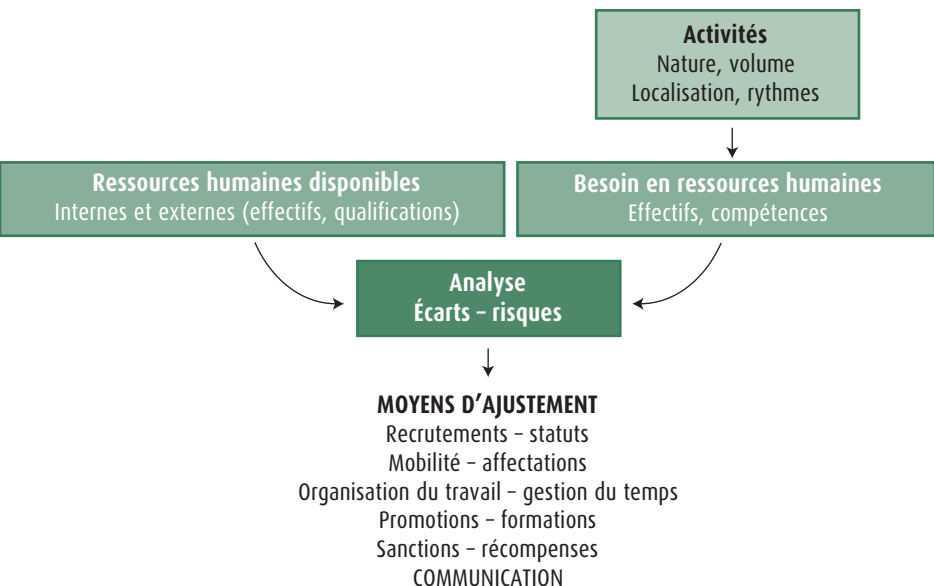 Activités
Nature, volume
Localisation, rythmes
Ressources humaines disponibles
Internes et externes (effectifs, qualifications)
Besoin en ressources humaines
Effectifs, compétences
Analyse
Écarts – risques
MOYENS D’AJUSTEMENT
Recrutements – statuts
Mobilité – affectations
Organisation du travail – gestion du temps
Promotions – formations
Sanctions – récompenses
COMMUNICATION